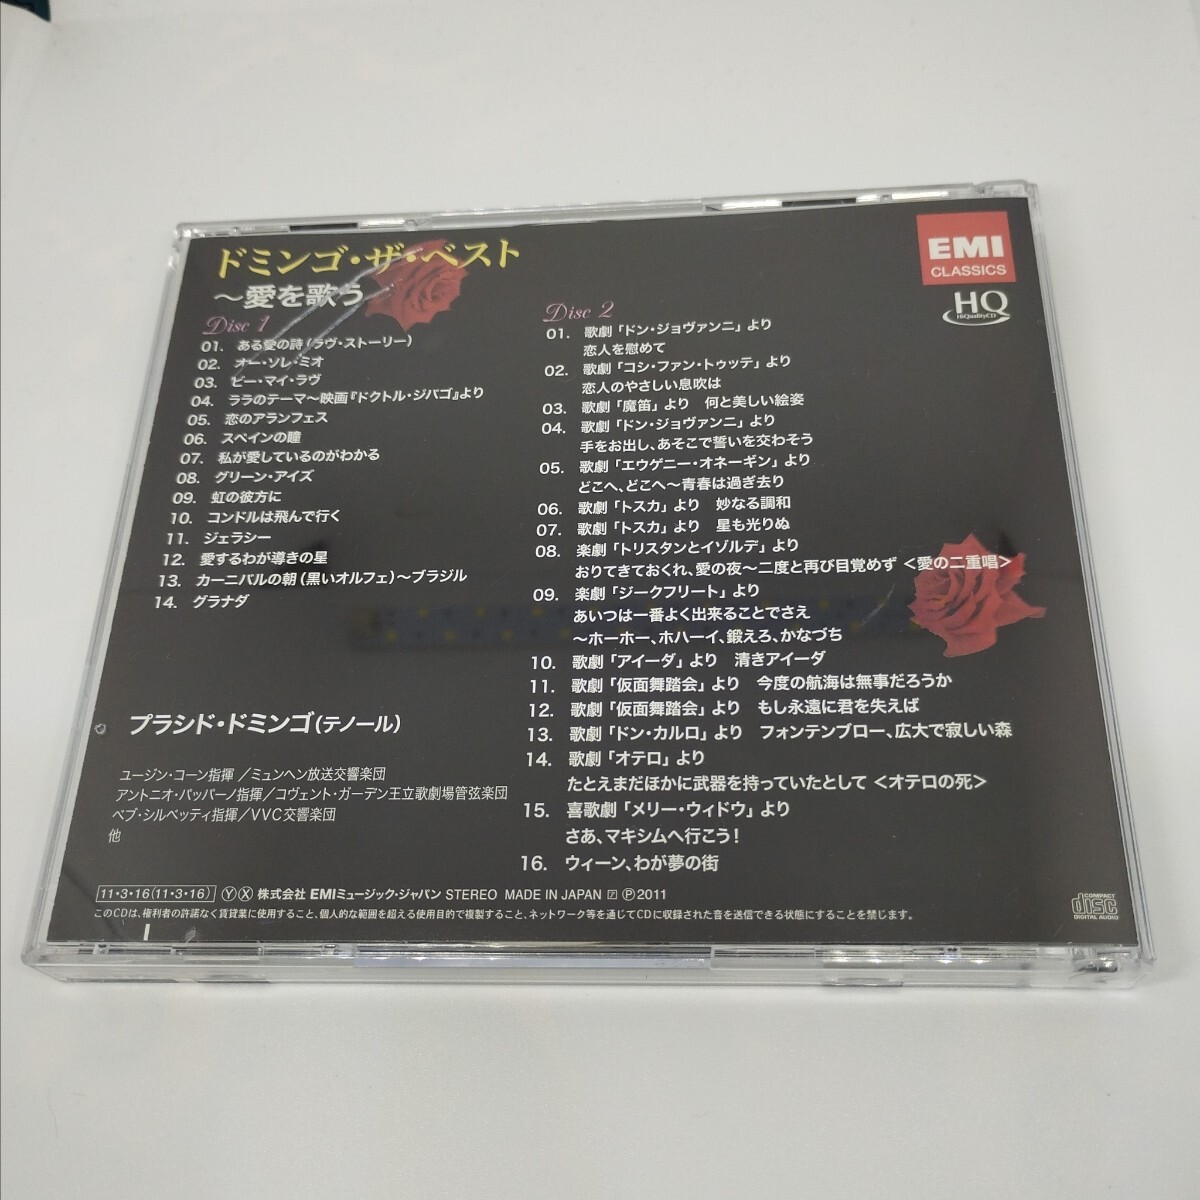 ドミンゴ・ザ・ベスト
～愛を歌う
EMI
CLASSICS
HQ
HiQualityCD
Disc 1
01. ある愛の詩(ラヴ・ストーリー)
02. オー・ソレ・ミオ
03. ビー・マイ・ラヴ
04. ララのテーマ～映画『ドクトル・ジバゴ』より
05. 恋のアランフェス
06. スペインの瞳
07. 私が愛しているのがわかる
08. グリーン・アイズ
09. 虹の彼方に
10. コンドルは飛んで行く
11. ジェラシー
12. 愛するわが導きの星
13. カーニバルの朝(黒いオルフェ)～ブラジル
14. グラナダ
プラシド・ドミンゴ(テノール)
ユージン・コーン指揮／ミュンヘン放送交響楽団
アントニオ・パッパーノ指揮／コヴェント・ガーデン王立歌劇場管弦楽団
ベブ・シルベッティ指揮／VVC交響楽団
他
Disc 2
01. 歌劇「ドン・ジョヴァンニ」より
恋人を慰めて
02. 歌劇「コシ・ファン・トゥッテ」より
恋人のやさしい息吹は
03. 歌劇「魔笛」より 何と美しい絵姿
04. 歌劇「ドン・ジョヴァンニ」より
手をお出し、あそこで誓いを交わそう
05. 歌劇「エウゲニー・オネーギン」より
どこへ、どこへ～青春は過ぎ去り
06. 歌劇「トスカ」より 妙なる調和
07. 歌劇「トスカ」より 星も光りぬ
08. 楽劇「トリスタンとイゾルデ」より
おりてきておくれ、愛の夜～二度と再び目覚めず <愛の二重唱>
09. 楽劇「ジークフリート」より
あいつは一番よく出来ることでさえ
～ホーホー、ホハーイ、鍛えろ、かなづち
10. 歌劇「アイーダ」より 清きアイーダ
11. 歌劇「仮面舞踏会」より 今度の航海は無事だろうか
12. 歌劇「仮面舞踏会」より もし永遠に君を失えば
13. 歌劇「ドン・カルロ」より フォンテンブロー、広大で寂しい森
14. 歌劇「オテロ」より
たとえまだほかに武器を持っていたとして <オテロの死>
15. 喜歌劇「メリー・ウィドウ」より
さあ、マキシムへ行こう!
16. ウィーン、わが夢の街
11・3・16(11・3・16) Ⓨ Ⓧ 株式会社 EMIミュージック・ジャパン STEREO MADE IN JAPAN ℗2011
このCDは、権利者の許諾なく賃貸業に使用すること、個人的な範囲を超える使用目的で複製すること、ネットワーク等を通じてCDに収録された音を送信できる状態にすることを禁じます。
COMPACT
disc
DIGITAL AUDIO